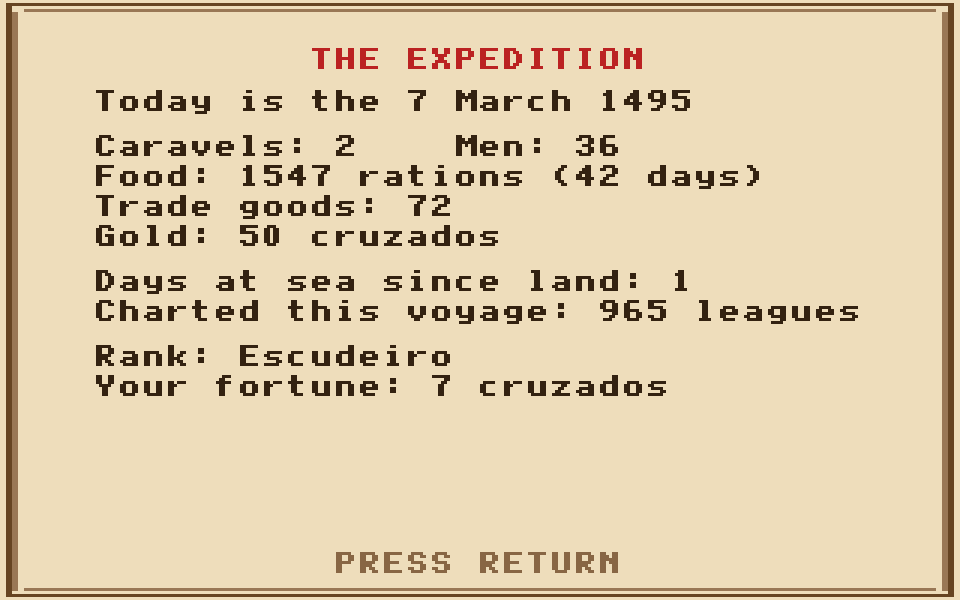 THE EXPEDITION
Today is the 7 March 1495
Caravels: 2    Men: 36
Food: 1547 rations (42 days)
Trade goods: 72
Gold: 50 cruzados
Days at sea since land: 1
Charted this voyage: 965 leagues
Rank: Escudeiro
Your fortune: 7 cruzados
PRESS RETURN